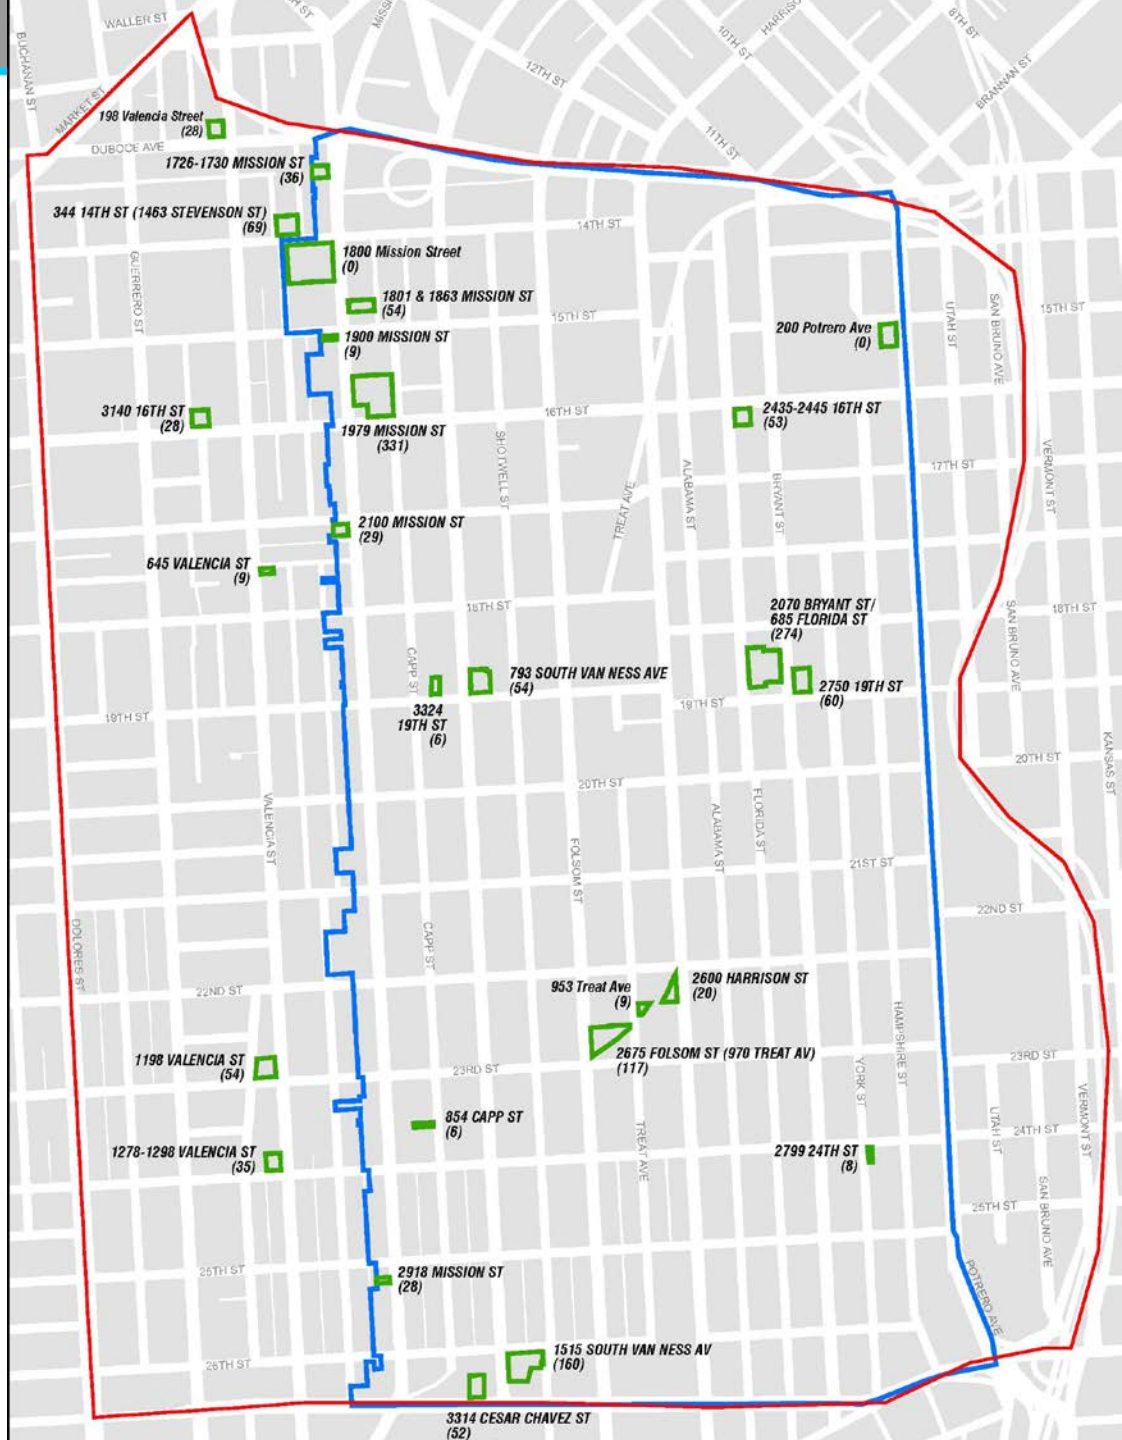 WALLER ST
BUCHANAN ST
MARKET ST
12TH ST
10TH ST
8TH ST
BRANNAN ST
11TH ST
198 Valencia Street
(28)
DUBOCE AVE
1726-1730 MISSION ST
(36)
344 14TH ST (1463 STEVENSON ST)
(69)
14TH ST
1800 Mission Street
(0)
GUERRERO ST
1801 & 1863 MISSION ST
(54)
15TH ST
UTAH ST
SAN BRUNO AVE
15TH ST
200 Potrero Ave
(0)
1900 MISSION ST
(9)
3140 16TH ST
(28)
1979 MISSION ST
(331)
16TH ST
2435-2445 16TH ST
(53)
SHOTWELL ST
17TH ST
VERMONT ST
ALABAMA ST
BRYANT ST
TREAT AVE
2100 MISSION ST
(29)
645 VALENCIA ST
(9)
18TH ST
2070 BRYANT ST/
685 FLORIDA ST
(274)
18TH ST
SAN BRUNO AVE
CAPP ST
793 SOUTH VAN NESS AVE
(54)
2750 19TH ST
(60)
3324
19TH ST
(6)
19TH ST
19TH ST
KANSAS ST
20TH ST
20TH ST
VALENCIA ST
ALABAMA ST
FLORIDA ST
FOLSOM ST
21ST ST
22ND ST
DOLORES ST
CAPP ST
22ND ST
953 Treat Ave
(9)
2600 HARRISON ST
(20)
HAMPSHIRE ST
2675 FOLSOM ST (970 TREAT AV)
(117)
1198 VALENCIA ST
(54)
23RD ST
YORK ST
23RD ST
854 CAPP ST
(6)
TREAT AVE
UTAH ST
24TH ST
VERMONT ST
1278-1298 VALENCIA ST
(35)
2799 24TH ST
(8)
SAN BRUNO AVE
25TH ST
25TH ST
2918 MISSION ST
(28)
POTRERO AVE
26TH ST
1515 SOUTH VAN NESS AV
(160)
3314 CESAR CHAVEZ ST
(52)